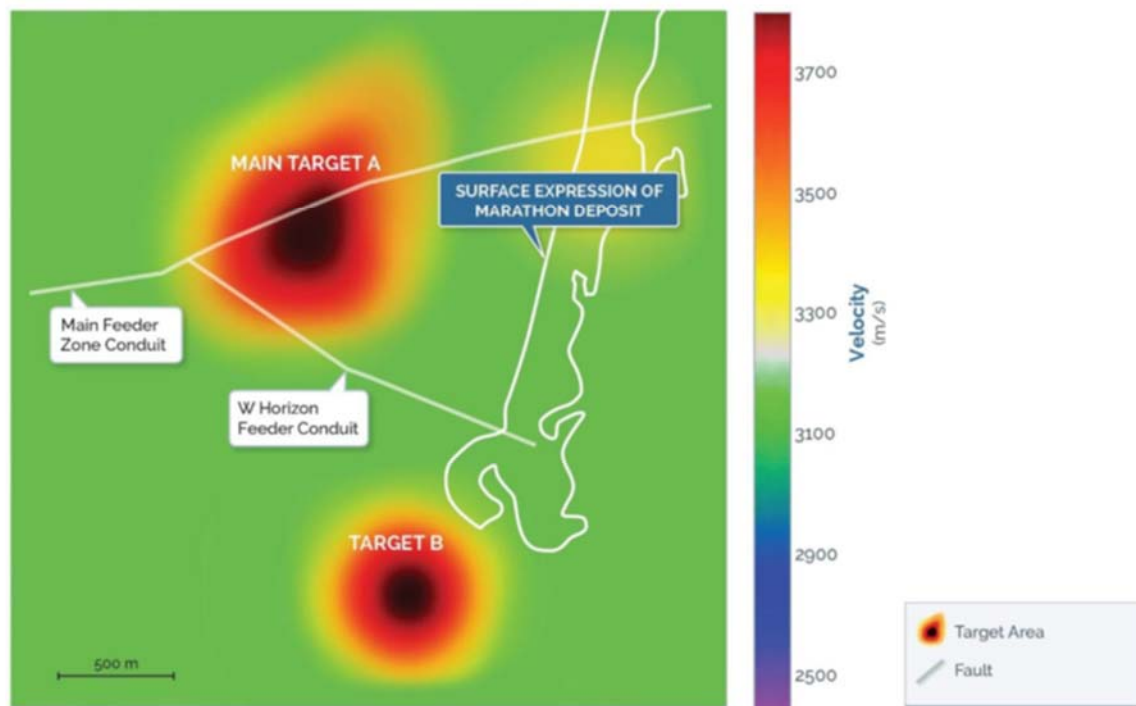 MAIN TARGET A
SURFACE EXPRESSION OF
MARATHON DEPOSIT
Main Feeder
Zone Conduit
W Horizon
Feeder Conduit
TARGET B
500 m
3700
3500
3300
3100
2900
2500
Velocity
(m/s)
Target Area
Fault